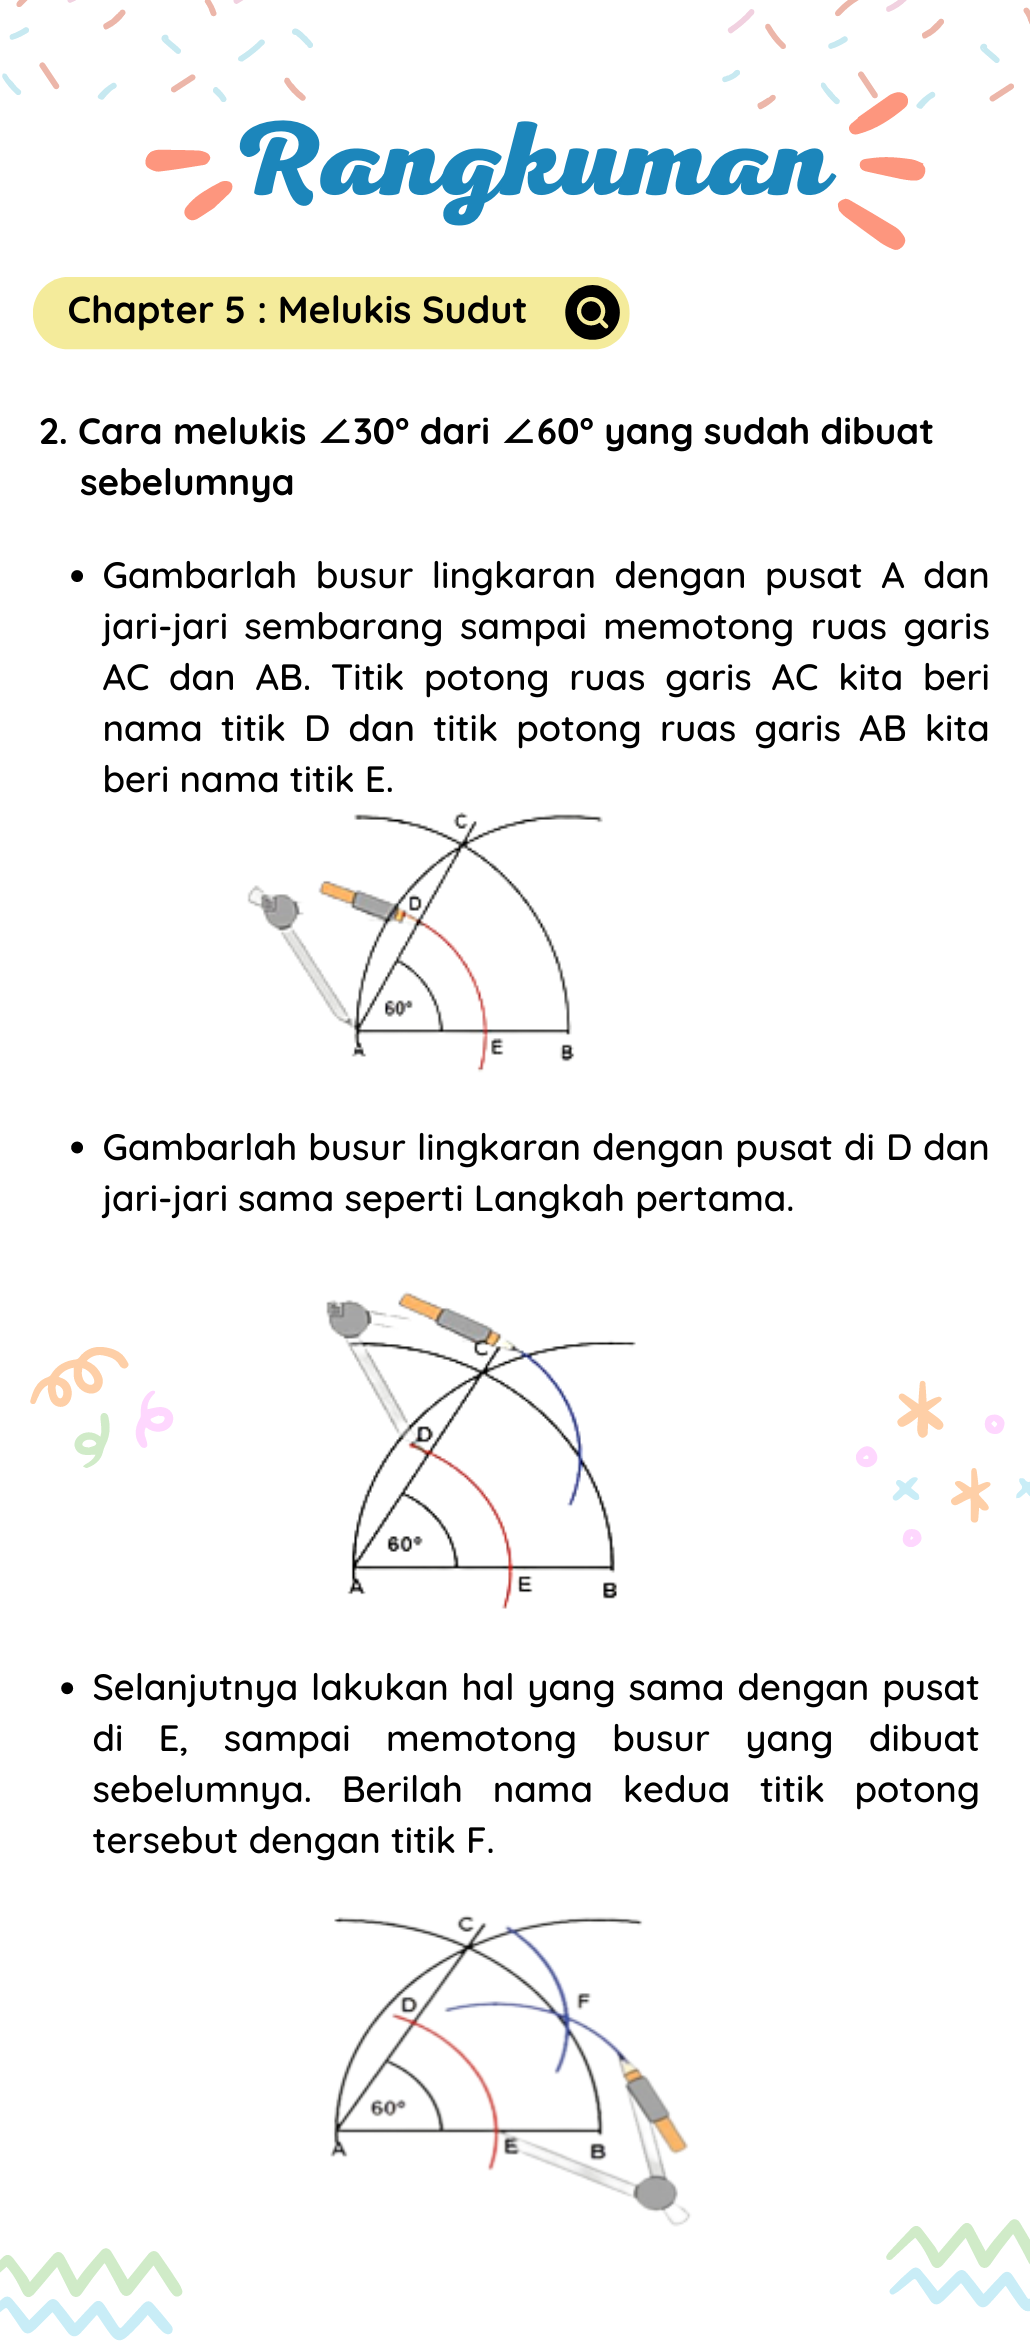 Rangkuman
Chapter 5 : Melukis Sudut
2. Cara melukis ∠30° dari ∠60° yang sudah dibuat
sebelumnya
• Gambarlah busur lingkaran dengan pusat A dan
jari-jari sembarang sampai memotong ruas garis
AC dan AB. Titik potong ruas garis AC kita beri
nama titik D dan titik potong ruas garis AB kita
beri nama titik E.
C
D
60°
A E B
• Gambarlah busur lingkaran dengan pusat di D dan
jari-jari sama seperti Langkah pertama.
C
D
60°
A E B
• Selanjutnya lakukan hal yang sama dengan pusat
di E, sampai memotong busur yang dibuat
sebelumnya. Berilah nama kedua titik potong
tersebut dengan titik F.
C
D F
60°
A E B